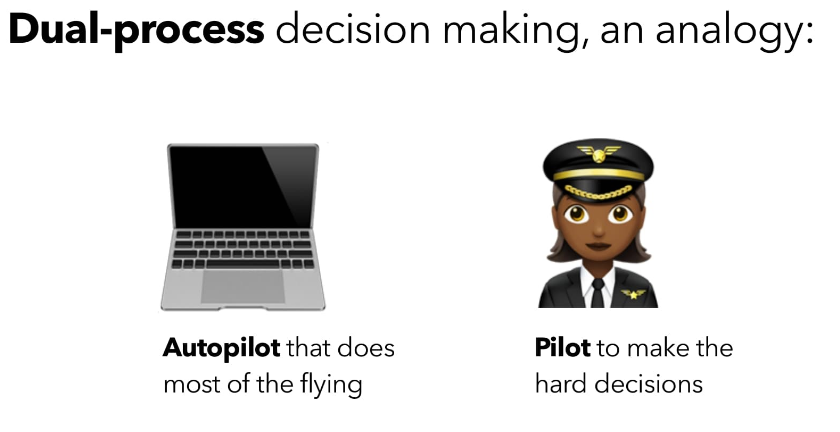 Dual-process decision making, an analogy:
Autopilot that does
most of the flying
Pilot to make the
hard decisions